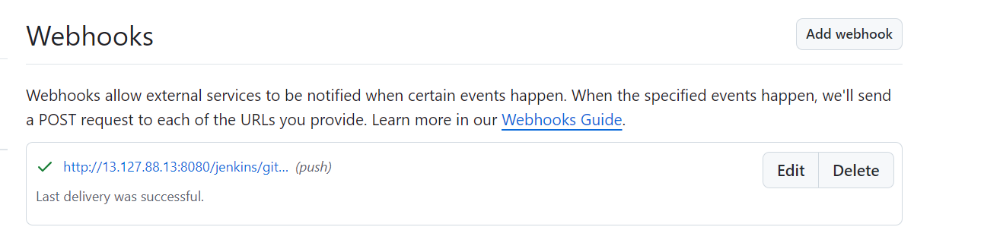 Webhooks
Add webhook
Webhooks allow external services to be notified when certain events happen. When the specified events happen, we'll send
a POST request to each of the URLs you provide. Learn more in our Webhooks Guide.
http://13.127.88.13:8080/jenkins/git... (push)
Edit
Delete
Last delivery was successful.